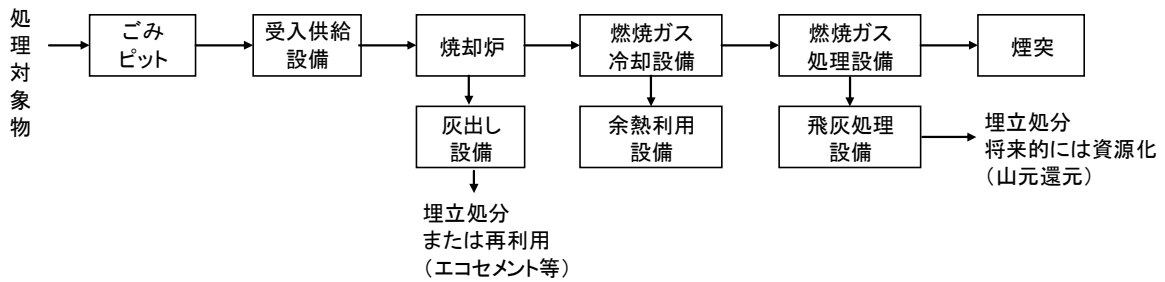 処理対象物
ごみ
ピット
受入供給
設備
焼却炉
燃焼ガス
冷却設備
燃焼ガス
処理設備
煙突
灰出し
設備
余熱利用
設備
飛灰処理
設備
埋立処分
将来的には資源化
（山元還元）
埋立処分
または再利用
（エコセメント等）